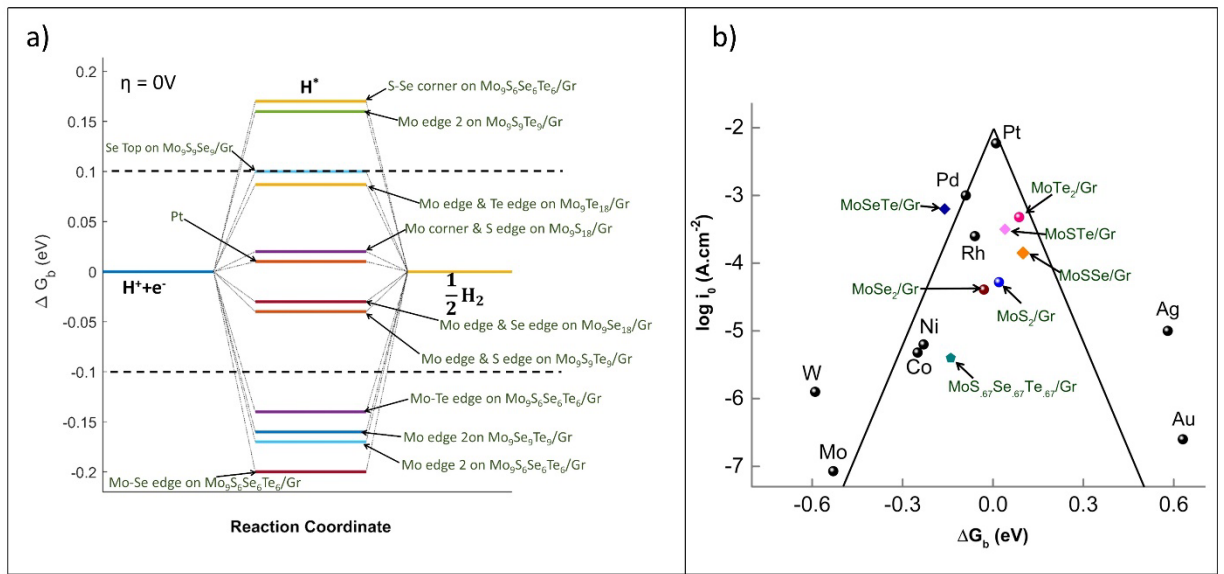 a)
η = 0V
H*
S-Se corner on Mo₉S₆Se₆Te₆/Gr
Mo edge 2 on Mo₉S₉Te₉/Gr
Se Top on Mo₉S₉Se₉/Gr
Mo edge & Te edge on Mo₉Te₁₈/Gr
Pt
Mo corner & S edge on Mo₉S₁₈/Gr
H⁺+e⁻
½H₂
Mo edge & Se edge on Mo₉Se₁₈/Gr
Mo edge & S edge on Mo₉S₉Te₉/Gr
Mo-Te edge on Mo₉S₆Se₆Te₆/Gr
Mo edge 2on Mo₉Se₉Te₉/Gr
Mo edge 2 on Mo₉S₆Se₆Te₆/Gr
Mo-Se edge on Mo₉S₆Se₆Te₆/Gr
0.2
0.15
0.1
0.05
0
-0.05
-0.1
-0.15
-0.2
Δ G_b (eV)
Reaction Coordinate
b)
Pt
Pd
MoTe₂/Gr
MoSeTe/Gr
MoSTe/Gr
Rh
MoSSe/Gr
MoSe₂/Gr
MoS₂/Gr
Ag
Ni
Co
MoS.₆₇Se.₆₇Te.₆₇/Gr
W
Au
Mo
-2
-3
-4
-5
-6
-7
log i₀ (A.cm⁻²)
-0.6
-0.3
0.0
0.3
0.6
ΔG_b (eV)